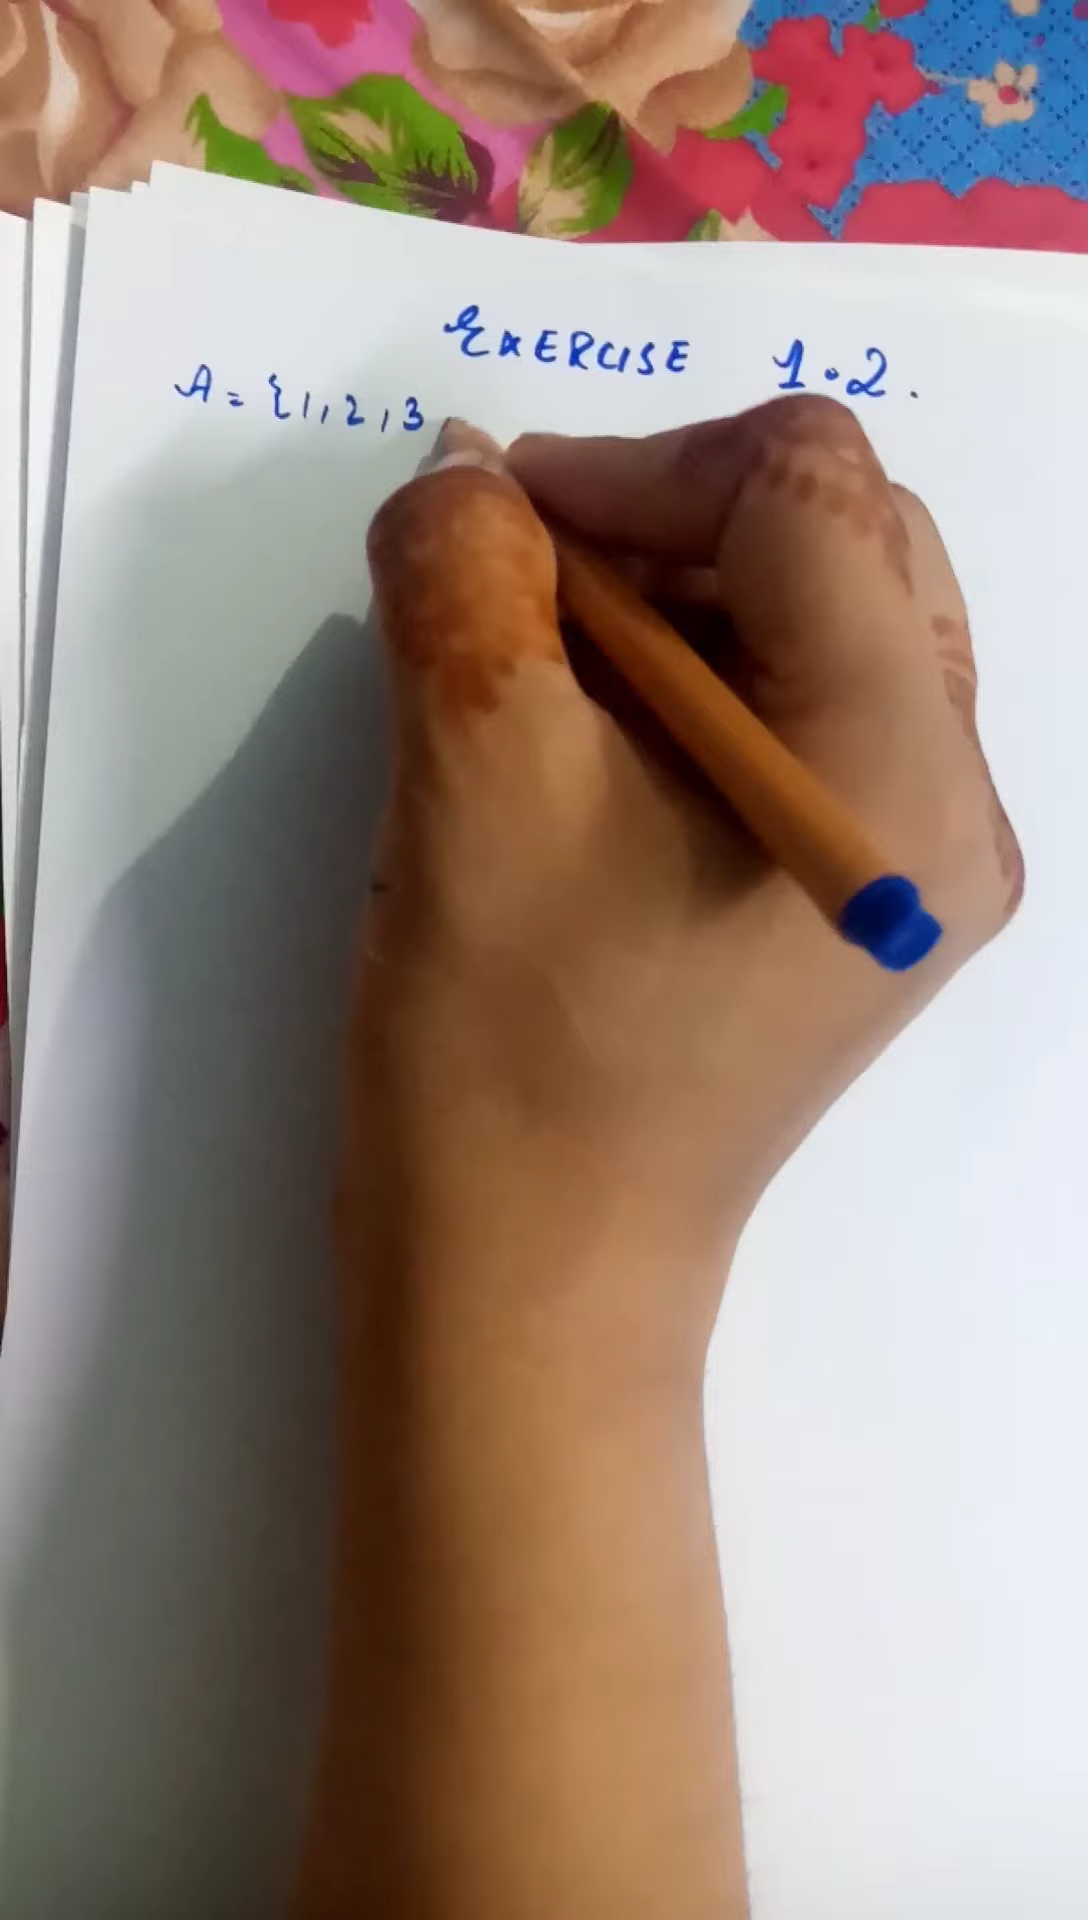 EXERCISE 1.2.
A = {1, 2, 3